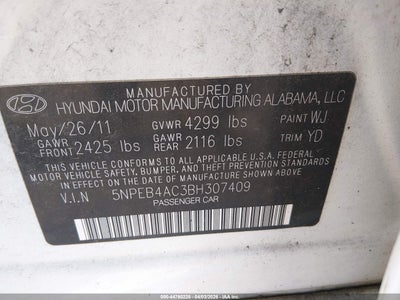 MANUFACTURED BY
HYUNDAI MOTOR MANUFACTURING ALABAMA, LLC
May/26/11 GVWR 4299 lbs PAINT WJ
GAWR FRONT 2425 lbs GAWR REAR 2116 lbs TRIM YD
THIS VEHICLE CONFORMS TO ALL APPLICABLE U.S.A. FEDERAL
MOTOR VEHICLE SAFETY, BUMPER, AND THEFT PREVENTION STANDARDS
IN EFFECT ON THE DATE OF MANUFACTURE SHOWN ABOVE.
V.I.N 5NPEB4AC3BH307409
PASSENGER CAR